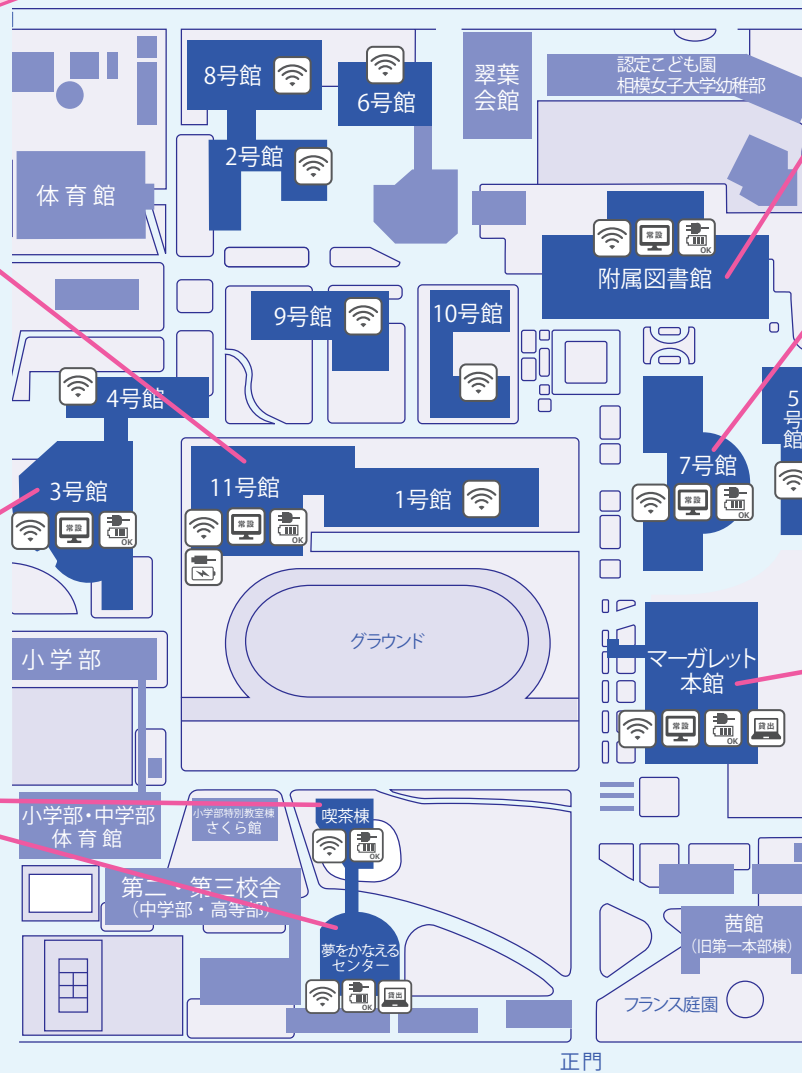 8号館
6号館
翠葉
会館
認定こども園
相模女子大学幼稚部
2号館
体育館
常設
OK
附属図書館
9号館
10号館
4号館
5号館
7号館
常設
OK
3号館
常設
OK
11号館
常設
OK
1号館
グラウンド
小学部
マーガレット
本館
常設
OK
貸出
小学部・中学部
体育館
小学部特別教室棟
さくら館
喫茶棟
OK
第二・第三校舎
(中学部・高等部)
夢をかなえる
センター
OK
貸出
茜館
(旧第一本部棟)
フランス庭園
正門